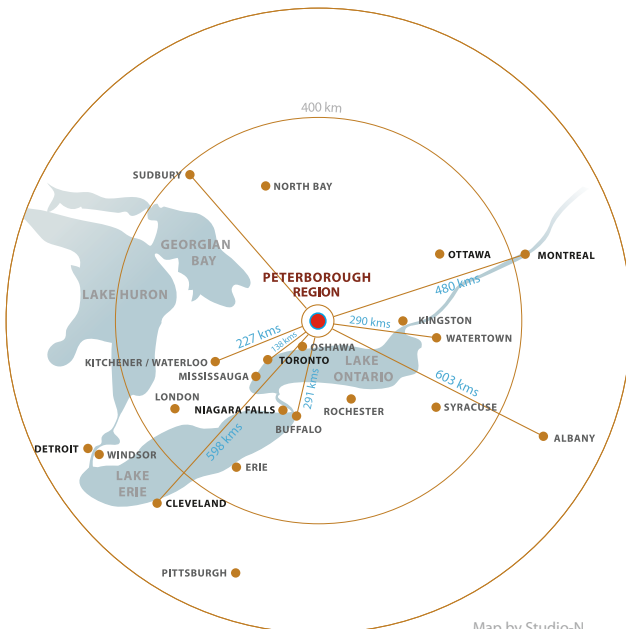 400 km
SUDBURY
NORTH BAY
GEORGIAN
BAY
OTTAWA
MONTREAL
PETERBOROUGH
REGION
480 kms
LAKE HURON
290 kms
KINGSTON
227 kms
138 kms
WATERTOWN
OSHAWA
KITCHENER / WATERLOO
TORONTO
LAKE
ONTARIO
MISSISSAUGA
291 kms
603 kms
LONDON
NIAGARA FALLS
ROCHESTER
SYRACUSE
BUFFALO
598 kms
ALBANY
DETROIT
WINDSOR
ERIE
LAKE
ERIE
CLEVELAND
PITTSBURGH
Map by Studio-N